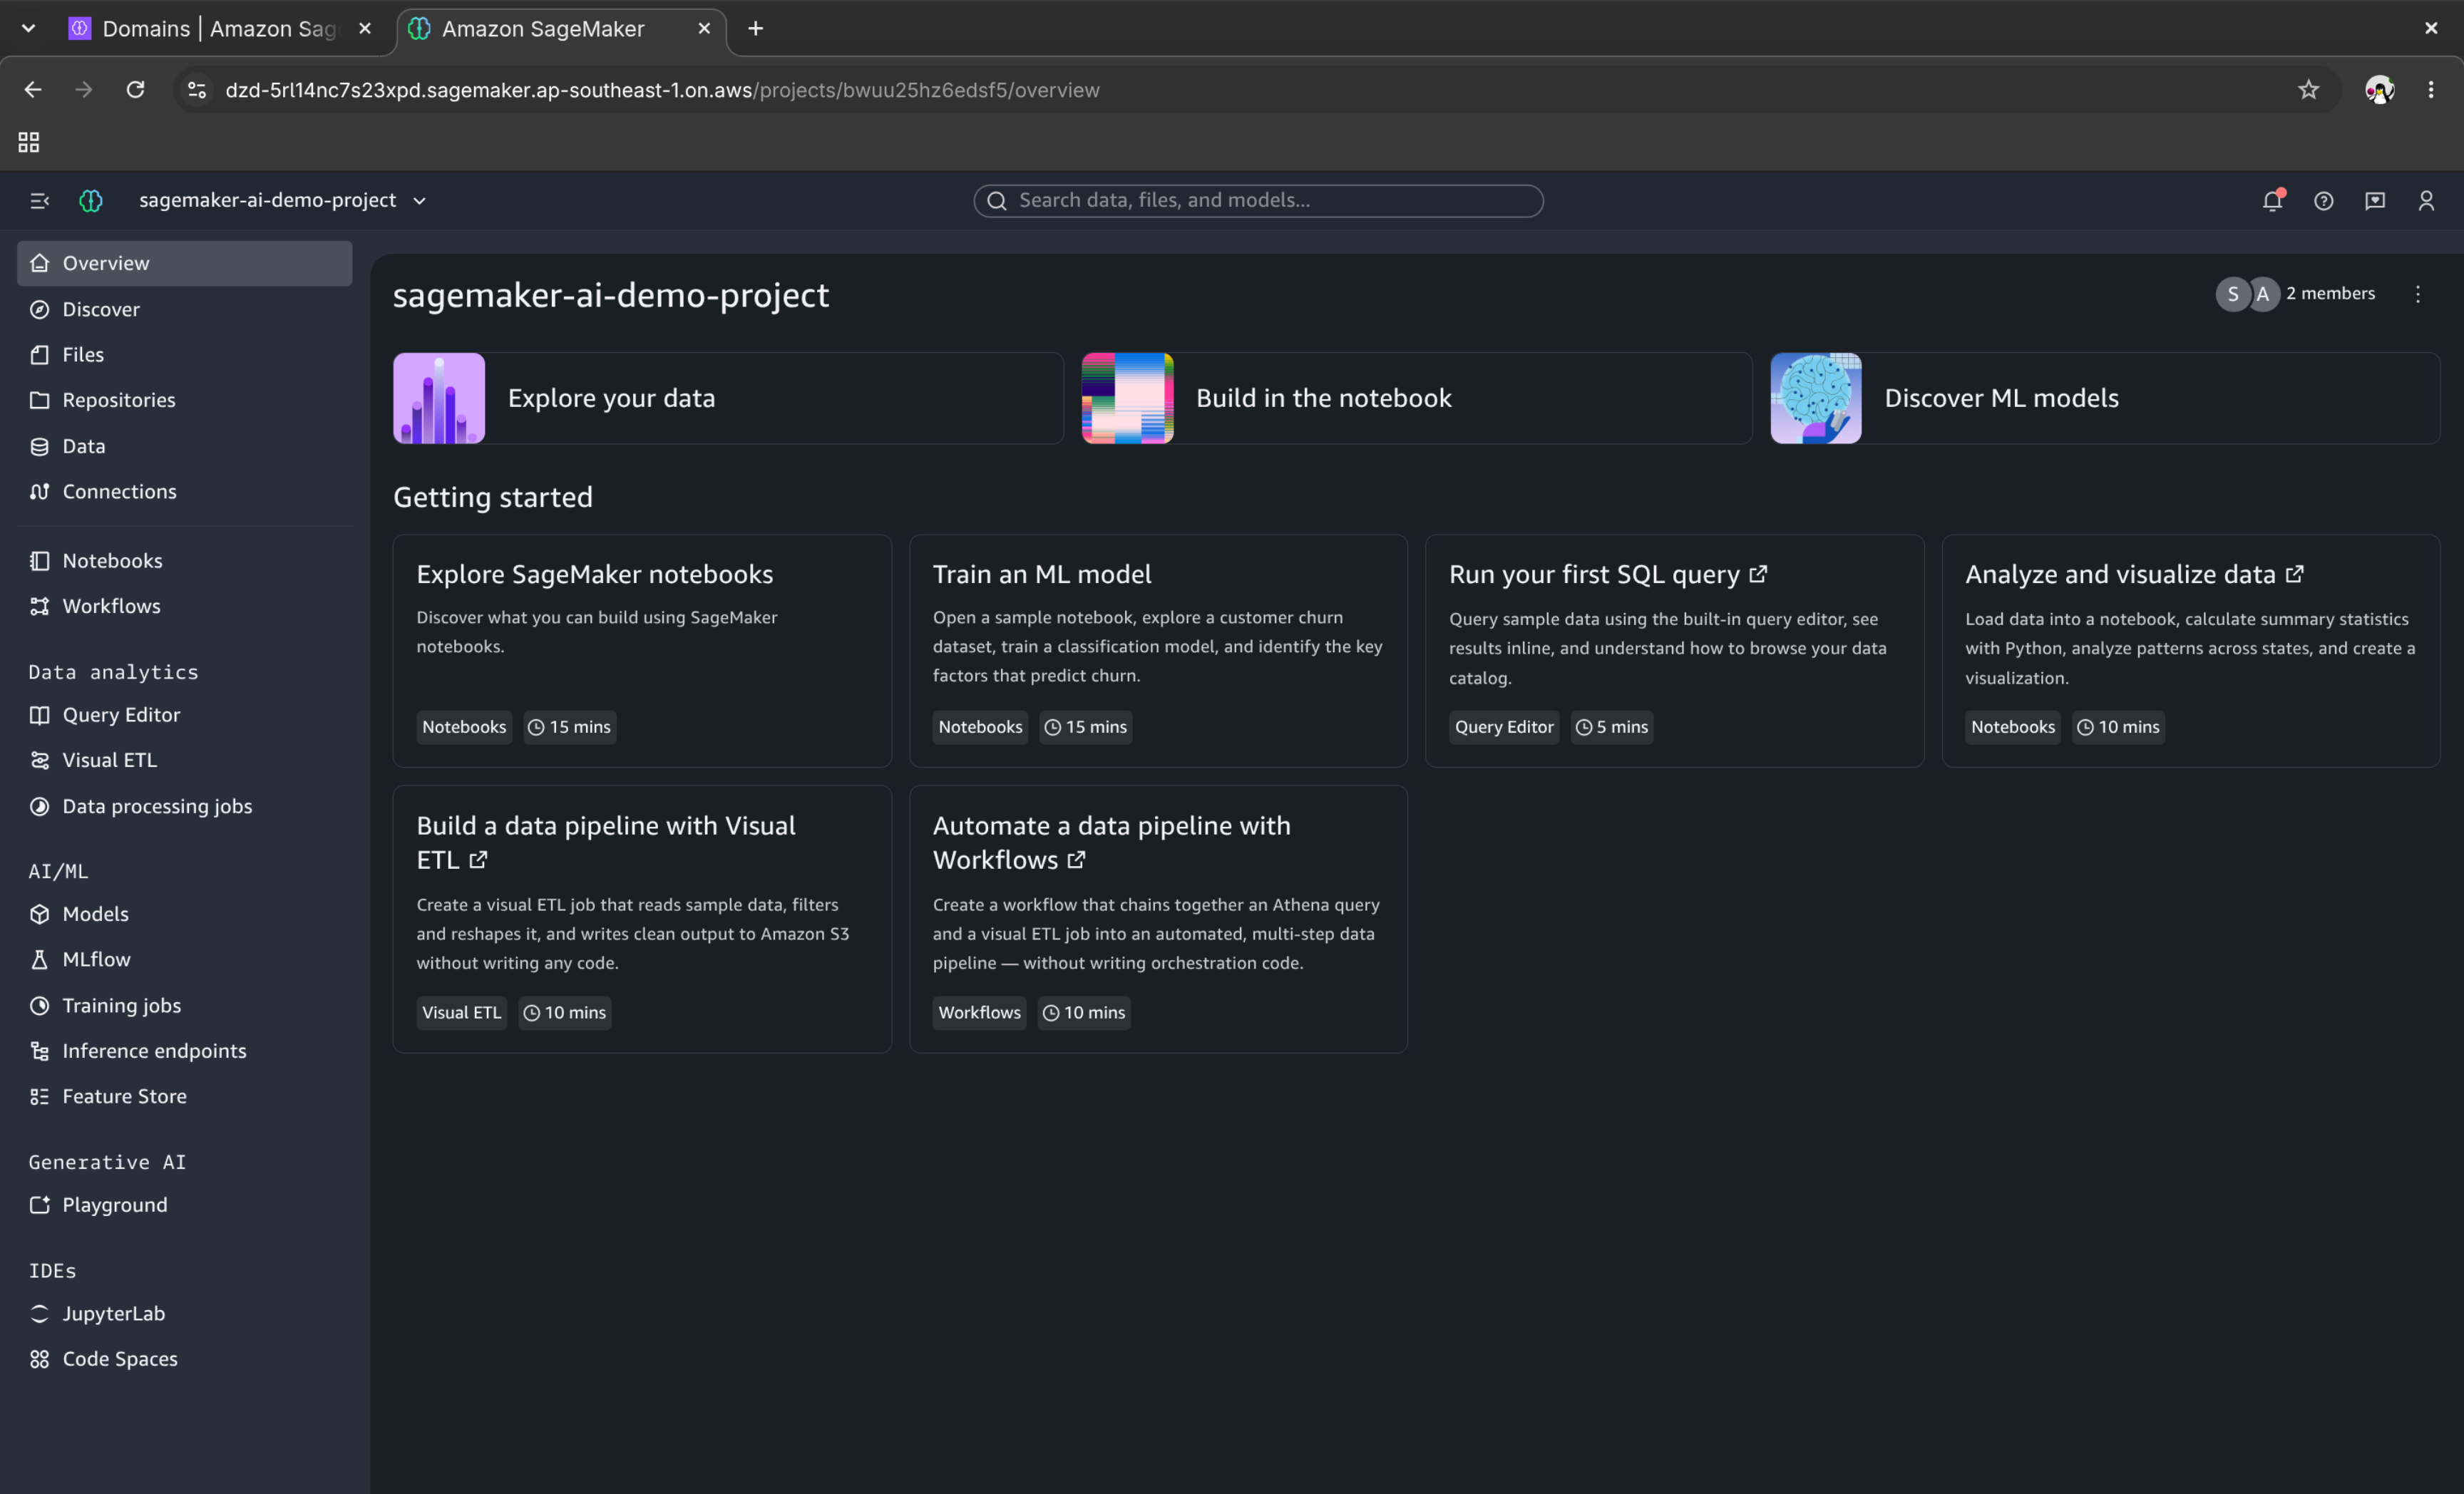 Domains | Amazon Sag
Amazon SageMaker
dzd-5rl14nc7s23xpd.sagemaker.ap-southeast-1.on.aws/projects/bwuu25hz6edsf5/overview
sagemaker-ai-demo-project
Search data, files, and models...
Overview
Discover
Files
Repositories
Data
Connections
Notebooks
Workflows
Data analytics
Query Editor
Visual ETL
Data processing jobs
AI/ML
Models
MLflow
Training jobs
Inference endpoints
Feature Store
Generative AI
Playground
IDEs
JupyterLab
Code Spaces
sagemaker-ai-demo-project
S A 2 members
Explore your data
Build in the notebook
Discover ML models
Getting started
Explore SageMaker notebooks
Discover what you can build using SageMaker
notebooks.
Notebooks 15 mins
Train an ML model
Open a sample notebook, explore a customer churn
dataset, train a classification model, and identify the key
factors that predict churn.
Notebooks 15 mins
Run your first SQL query
Query sample data using the built-in query editor, see
results inline, and understand how to browse your data
catalog.
Query Editor 5 mins
Analyze and visualize data
Load data into a notebook, calculate summary statistics
with Python, analyze patterns across states, and create a
visualization.
Notebooks 10 mins
Build a data pipeline with Visual
ETL
Create a visual ETL job that reads sample data, filters
and reshapes it, and writes clean output to Amazon S3
without writing any code.
Visual ETL 10 mins
Automate a data pipeline with
Workflows
Create a workflow that chains together an Athena query
and a visual ETL job into an automated, multi-step data
pipeline — without writing orchestration code.
Workflows 10 mins